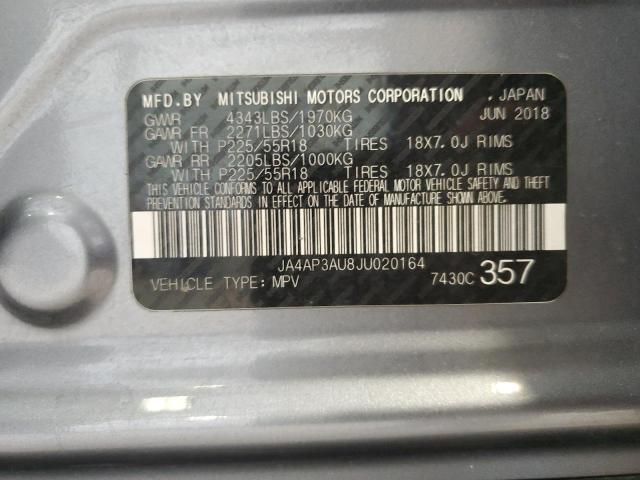 MFD.BY MITSUBISHI MOTORS CORPORATION . JAPAN
GVWR 4343LBS/1970KG JUN 2018
GAWR FR 2271LBS/1030KG
WITH P225/55R18 TIRES 18X7.0J RIMS
GAWR RR 2205LBS/1000KG
WITH P225/55R18 TIRES 18X7.0J RIMS
THIS VEHICLE CONFORMS TO ALL APPLICABLE FEDERAL MOTOR VEHICLE SAFETY AND THEFT
PREVENTION STANDARDS IN EFFECT ON THE DATE OF MANUFACTURE SHOWN ABOVE.
JA4AP3AU8JU020164
VEHICLE TYPE: MPV 7430C 357